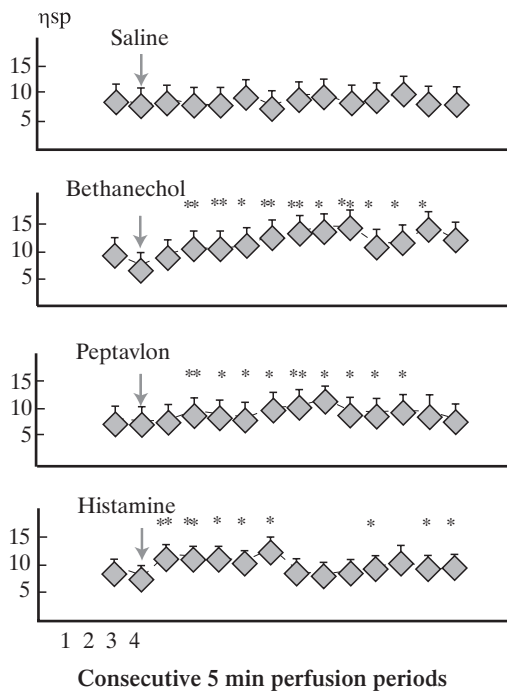 ηsp
Saline
15
10
5
Bethanechol
** ** * ** ** * ** * * *
15
10
5
Peptavlon
** * * * ** * * * *
15
10
5
Histamine
** ** * * * * * *
15
10
5
1 2 3 4
Consecutive 5 min perfusion periods